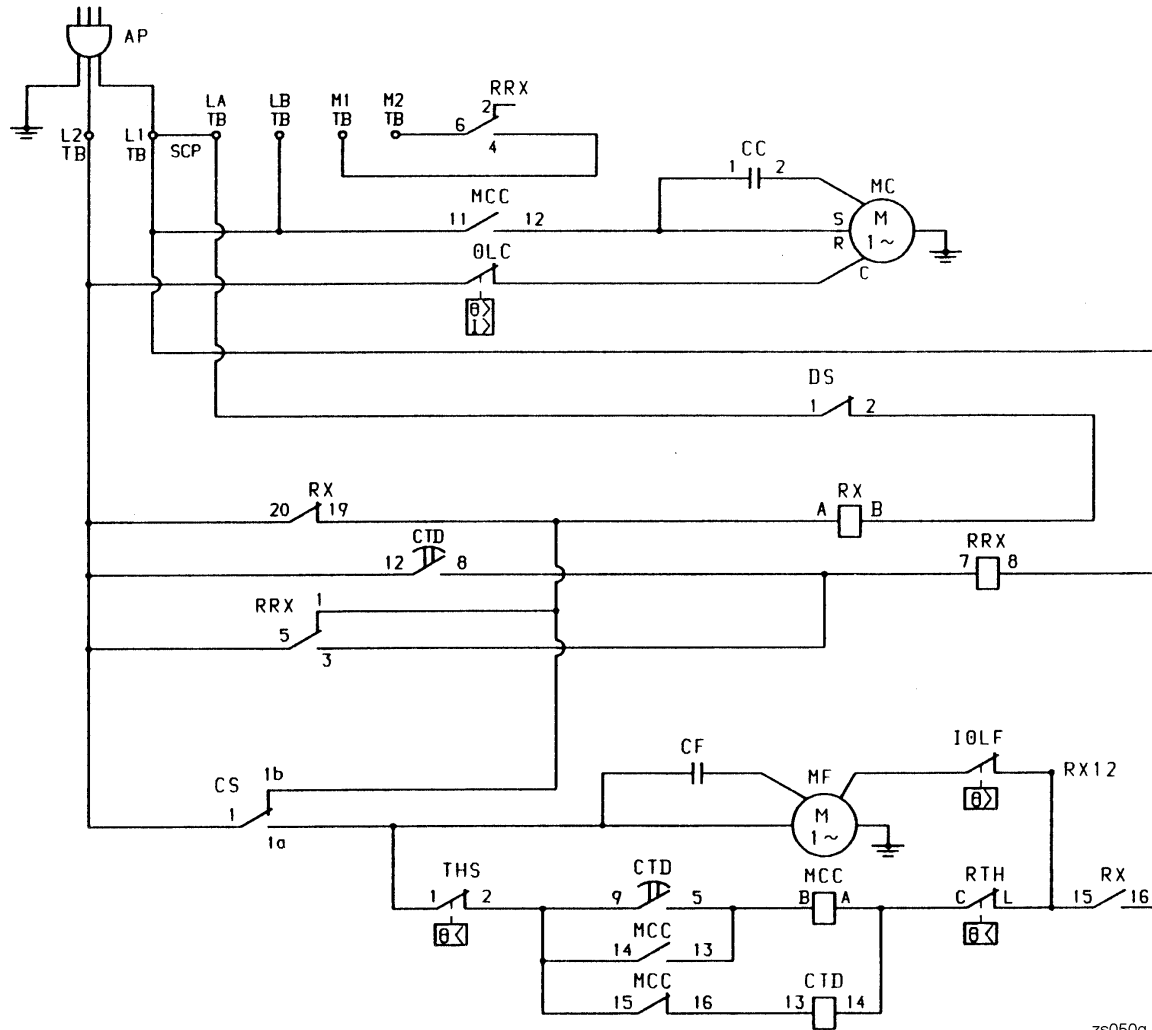 AP
RRX
LA
TB
LB
TB
M1
TB
M2
TB
2
6
4
L2
TB
L1
TB
SCP
CC
1 2
MC
MCC
11 12
S
R
M
1~
C
0LC
θ>
I>
DS
1 2
RX
20 19
RX
A B
CTD
12 8
RRX
7 8
RRX
1
5
3
CS
1b
1
1a
CF
MF
M
1~
I0LF
θ>
RX12
THS
1 2
θ<
CTD
9 5
MCC
B A
RTH
C L
θ<
RX
15 16
MCC
14 13
MCC
15 16
CTD
13 14
zs050g